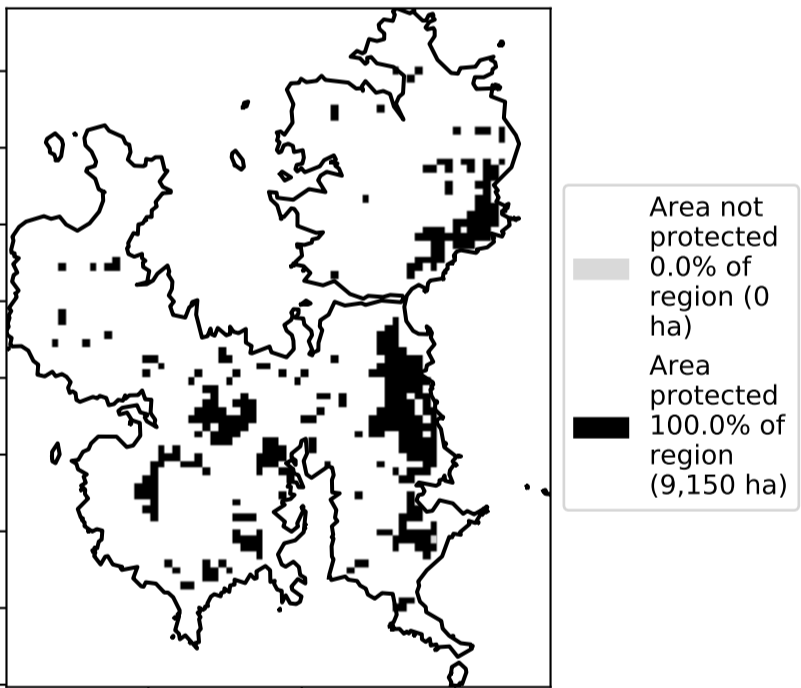 Area not
protected
0.0% of
region (0
ha)
Area
protected
100.0% of
region
(9,150 ha)